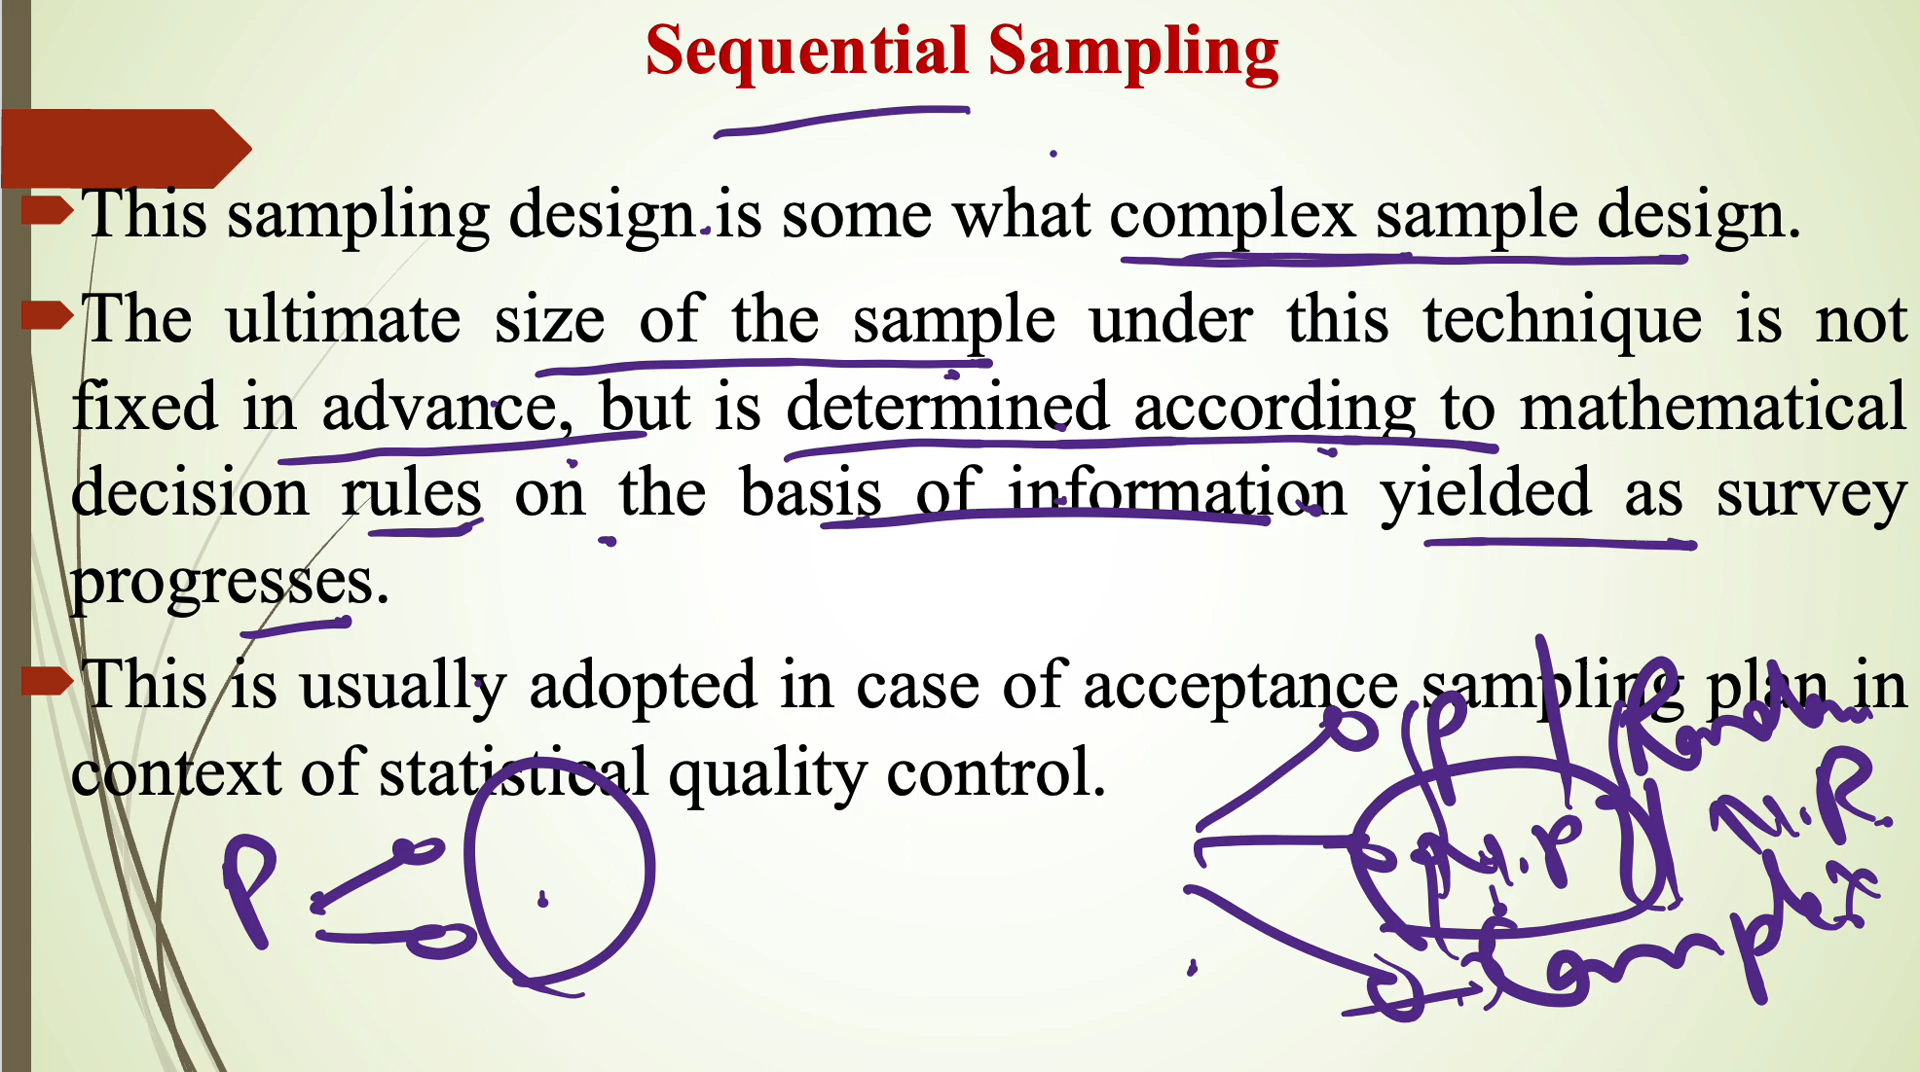 Sequential Sampling
This sampling design is some what complex sample design.
The ultimate size of the sample under this technique is not
fixed in advance, but is determined according to mathematical
decision rules on the basis of information yielded as survey
progresses.
This is usually adopted in case of acceptance sampling plan in
context of statistical quality control.
P
P
Random
N.R.
N.P
Complex